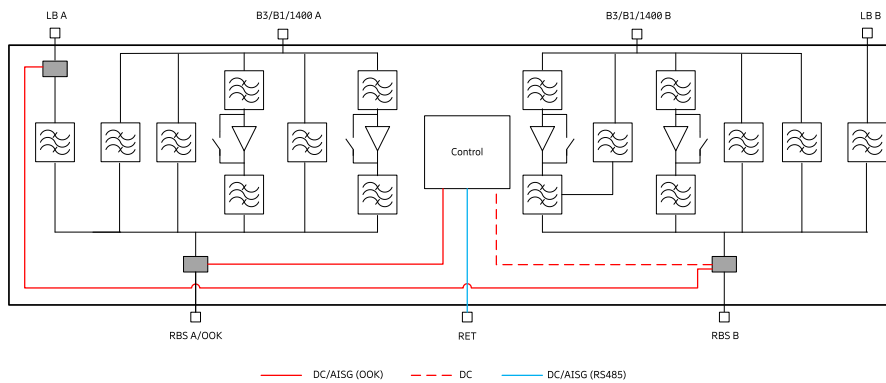 LB A
B3/B1/1400 A
B3/B1/1400 B
LB B
Control
RBS A/OOK
RET
RBS B
DC/AISG (OOK)
DC
DC/AISG (RS485)